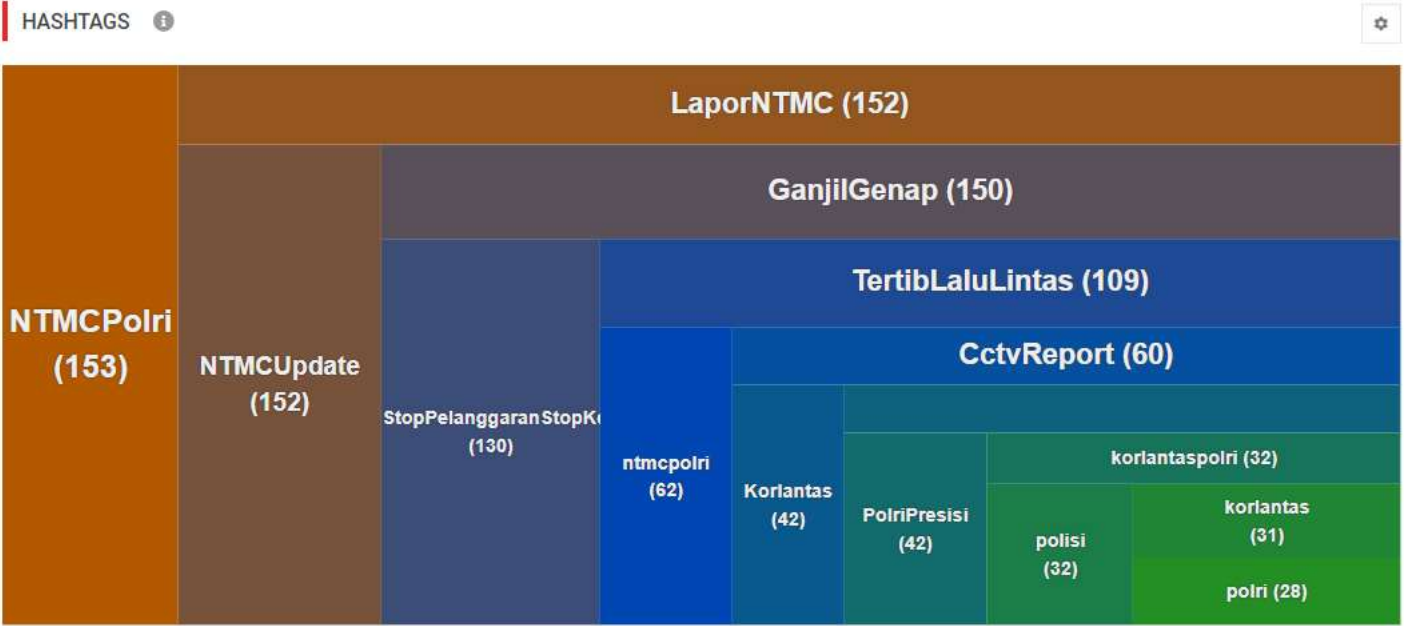 HASHTAGS
LaporNTMC (152)
GanjilGenap (150)
TertibLaluLintas (109)
NTMCPolri
(153)
NTMCUpdate
(152)
CctvReport (60)
StopPelanggaranStopK
(130)
ntmcpolri
(62)
Korlantas
(42)
PolriPresisi
(42)
korlantaspolri (32)
polisi
(32)
korlantas
(31)
polri (28)